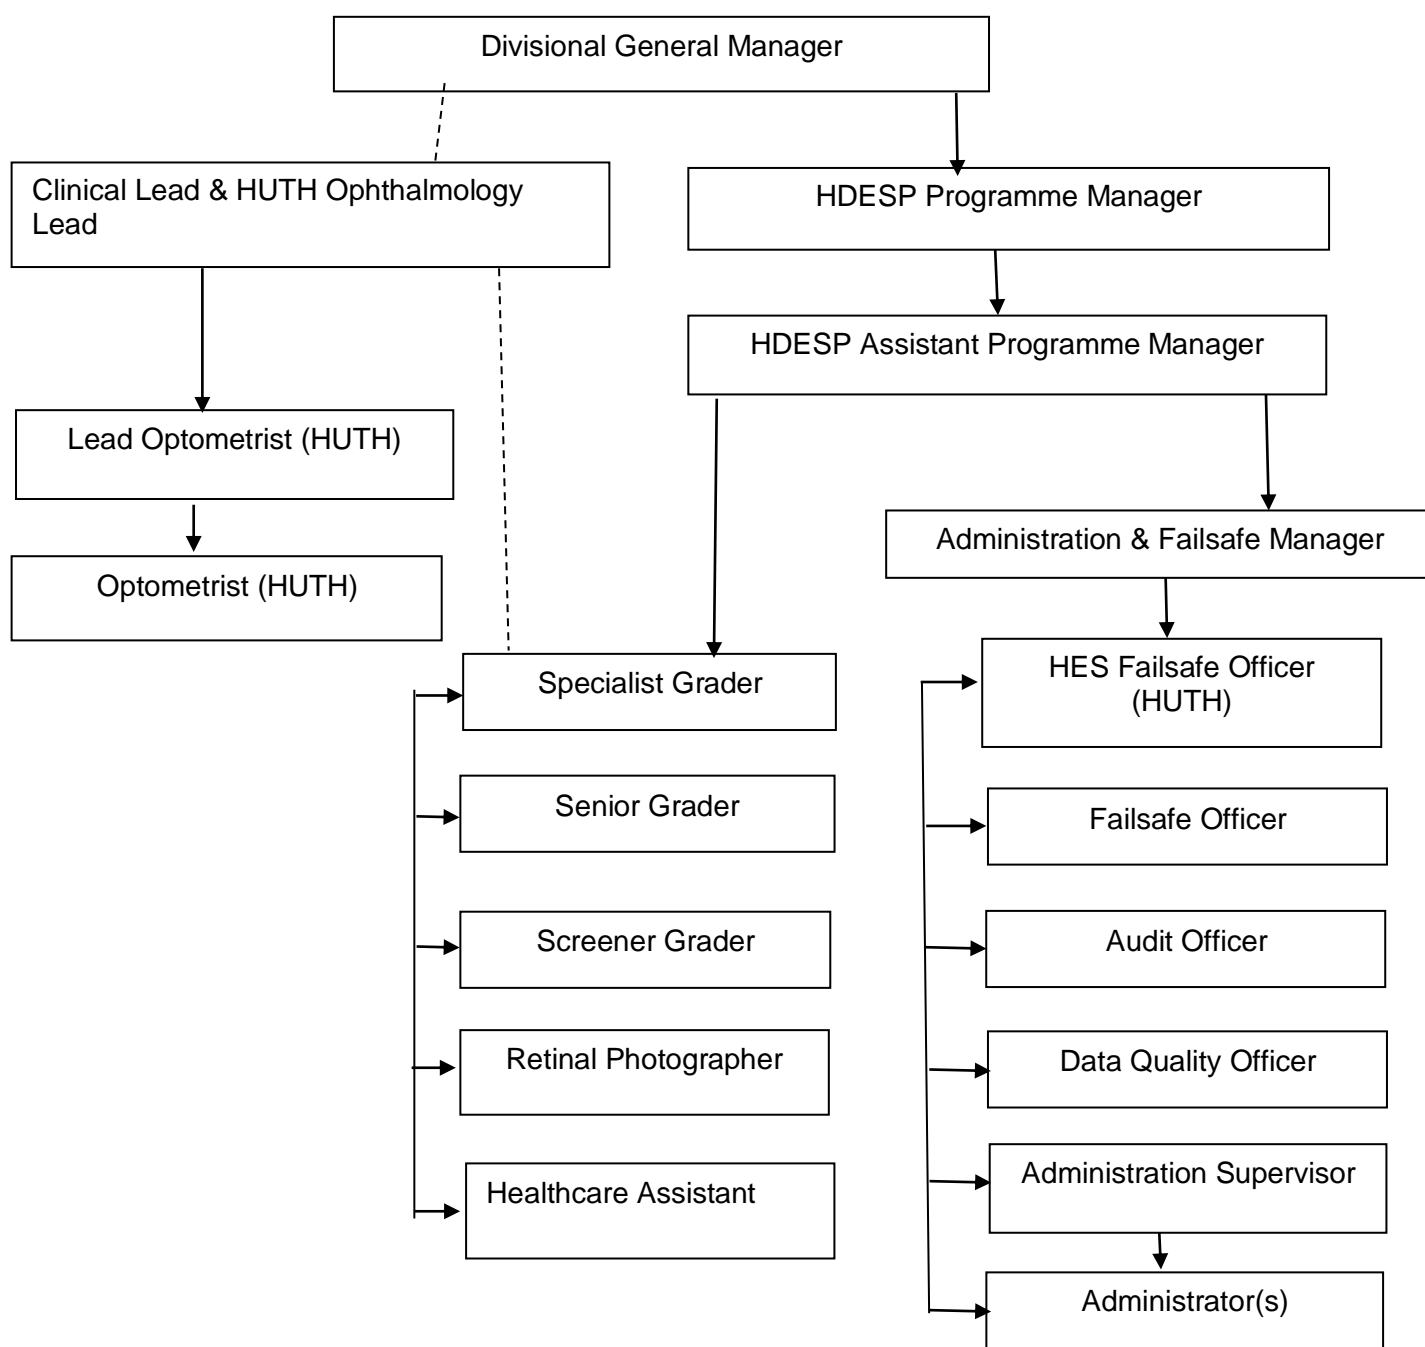 Divisional General Manager
Clinical Lead & HUTH Ophthalmology
Lead
HDESP Programme Manager
HDESP Assistant Programme Manager
Lead Optometrist (HUTH)
Administration & Failsafe Manager
Optometrist (HUTH)
Specialist Grader
HES Failsafe Officer
(HUTH)
Senior Grader
Failsafe Officer
Screener Grader
Audit Officer
Retinal Photographer
Data Quality Officer
Healthcare Assistant
Administration Supervisor
Administrator(s)